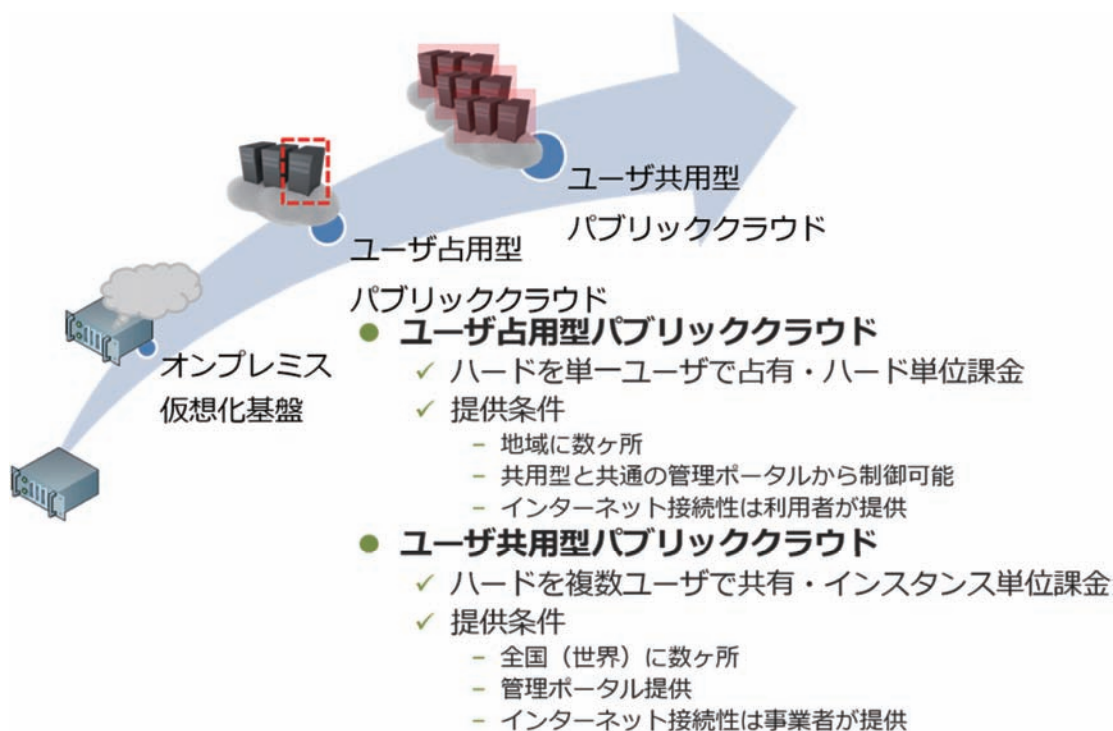 ユーザ共用型
パブリッククラウド
ユーザ占用型
パブリッククラウド
オンプレミス
仮想化基盤
● ユーザ占用型パブリッククラウド
✓ ハードを単一ユーザで占有・ハード単位課金
✓ 提供条件
− 地域に数ヶ所
− 共用型と共通の管理ポータルから制御可能
− インターネット接続性は利用者が提供
● ユーザ共用型パブリッククラウド
✓ ハードを複数ユーザで共有・インスタンス単位課金
✓ 提供条件
− 全国（世界）に数ヶ所
− 管理ポータル提供
− インターネット接続性は事業者が提供